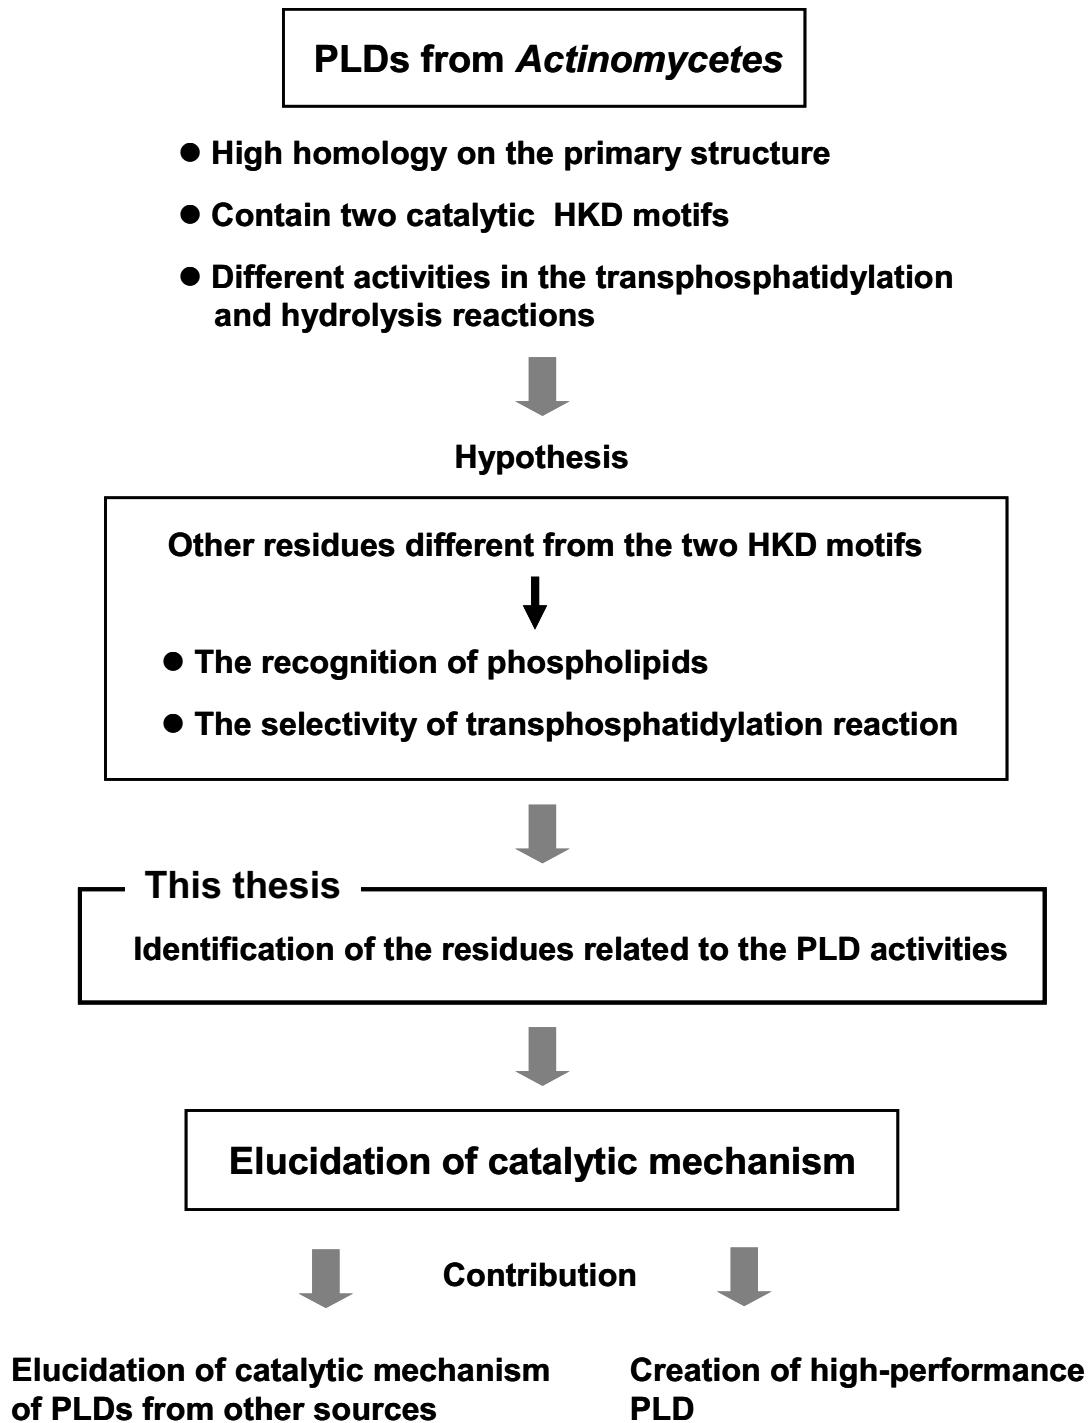 PLDs from Actinomycetes
● High homology on the primary structure
● Contain two catalytic HKD motifs
● Different activities in the transphosphatidylation
and hydrolysis reactions
Hypothesis
Other residues different from the two HKD motifs
● The recognition of phospholipids
● The selectivity of transphosphatidylation reaction
This thesis
Identification of the residues related to the PLD activities
Elucidation of catalytic mechanism
Contribution
Elucidation of catalytic mechanism
of PLDs from other sources
Creation of high-performance
PLD